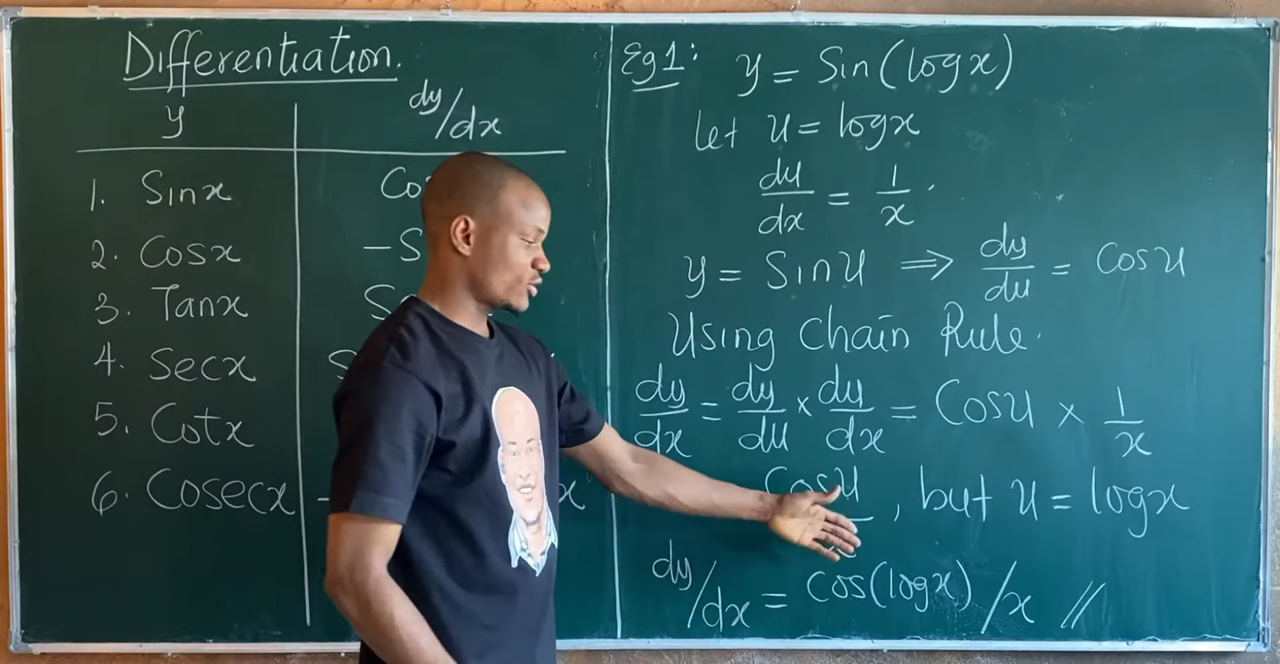 Differentiation.
y dy/dx
1. Sinx Co
2. Cosx -S
3. Tanx S
4. Secx S
5. Cotx
6. Cosecx - x
Eg1: y = Sin(logx)
let u = logx
du/dx = 1/x.
y = Sinu ⇒ dy/du = Cosu
Using Chain Rule.
dy/dx = dy/du × dy/dx = Cosu × 1/x
Cosu , but u = logx
dy/dx = cos(logx)/x //